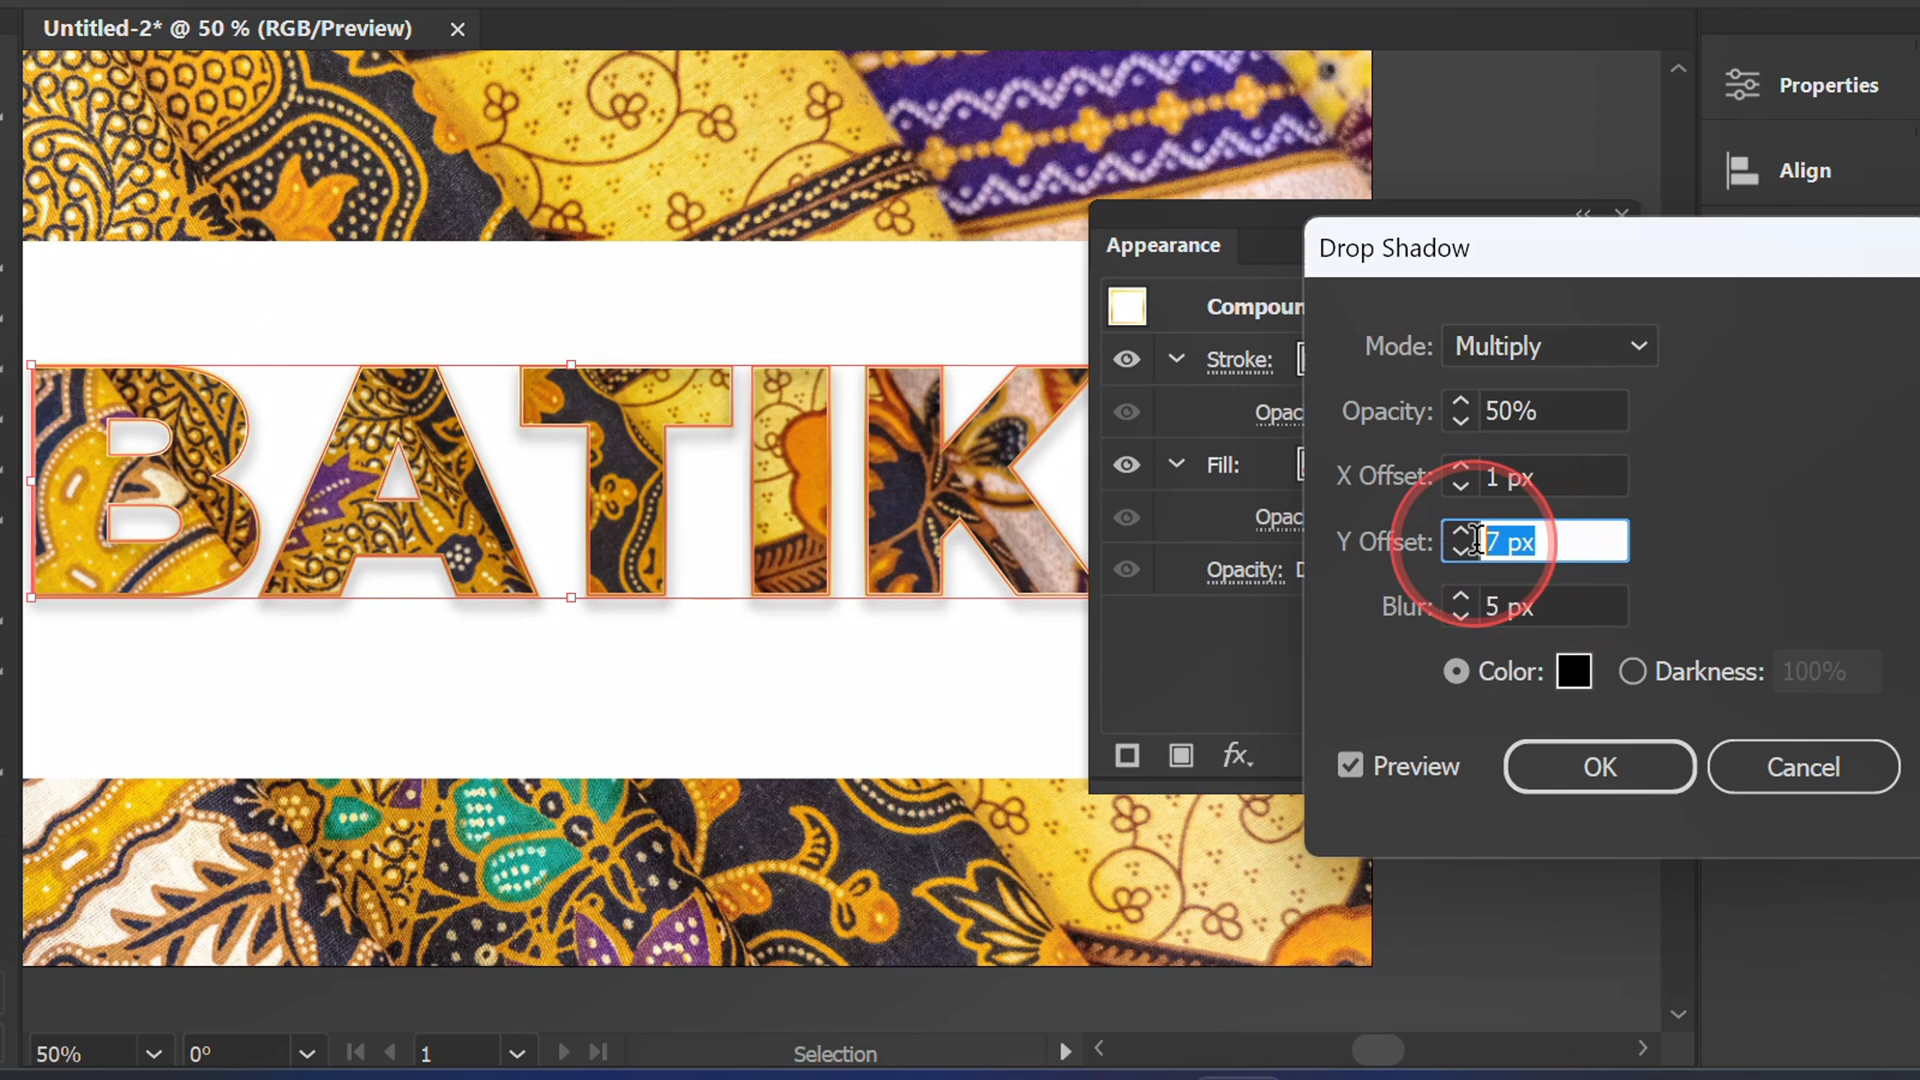 Untitled-2* @ 50 % (RGB/Preview)
Properties
Align
Appearance
Drop Shadow
Compoun
Mode: Multiply
Stroke:
Opacity: 50%
Opac
Fill:
X Offset: 1 px
Opac
Y Offset: 7 px
Opacity: D
Blur: 5 px
Color: Darkness: 100%
fx.
Preview OK Cancel
BATIK
50% 0° 1 Selection